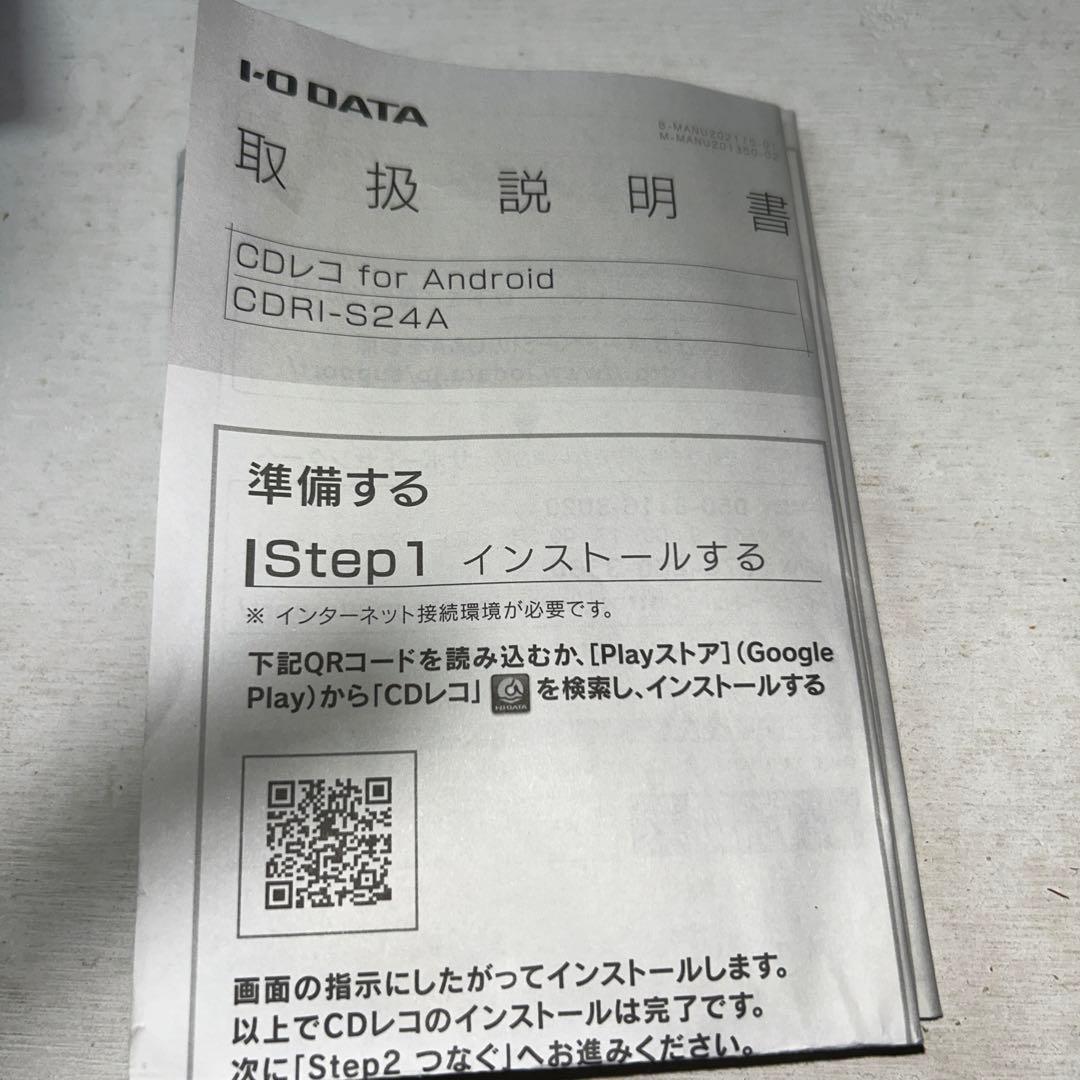 I-O DATA
B-MANU202115-01
M-MANU201350-02
取扱説明書
CDレコ for Android
CDRI-S24A
準備する
Step1 インストールする
※ インターネット接続環境が必要です。
下記QRコードを読み込むか、[Playストア](Google
Play)から「CDレコ」 を検索し、インストールする
画面の指示にしたがってインストールします。
以上でCDレコのインストールは完了です。
次に「Step2 つなぐ」へお進みください。